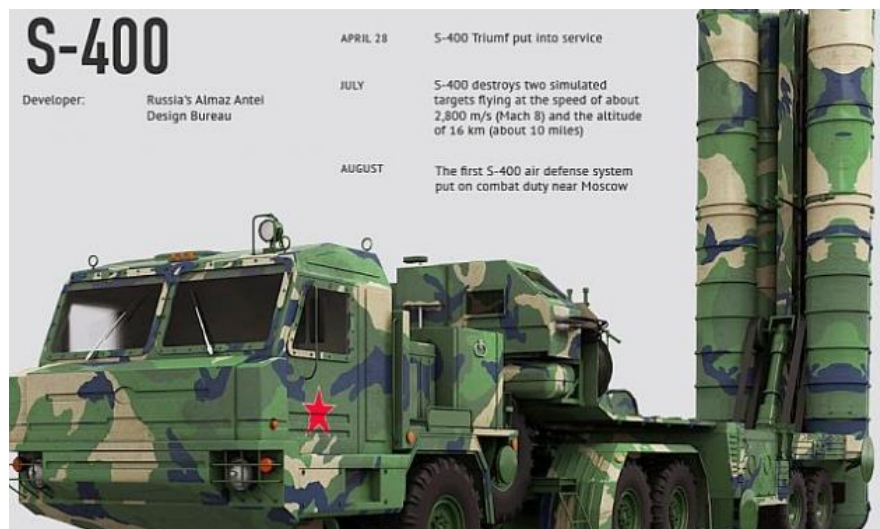 S-400
Developer:
Russia's Almaz Antei
Design Bureau
APRIL 28
S-400 Triumf put into service
JULY
S-400 destroys two simulated
targets flying at the speed of about
2,800 m/s (Mach 8) and the altitude
of 16 km (about 10 miles)
AUGUST
The first S-400 air defense system
put on combat duty near Moscow